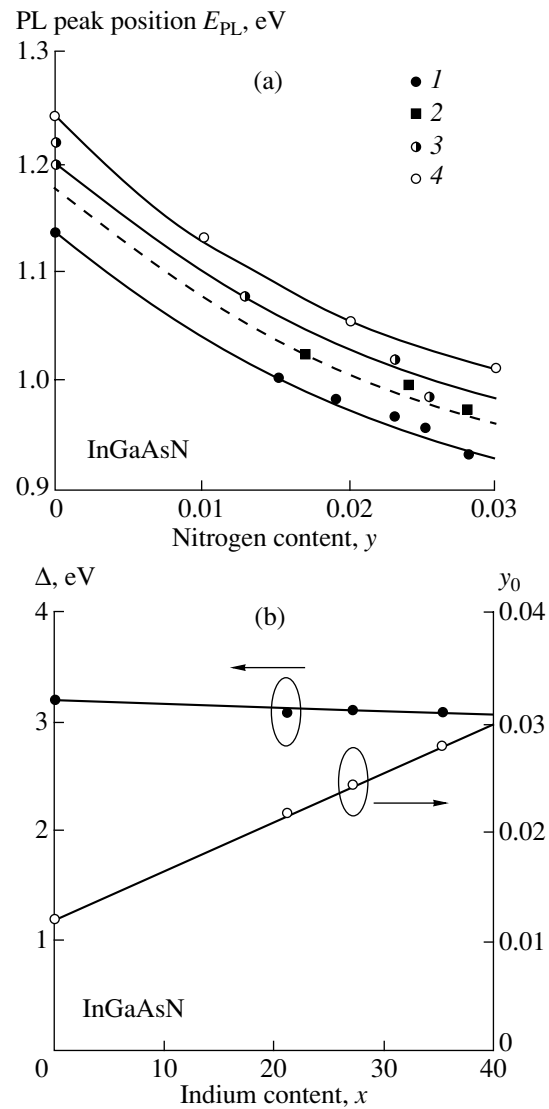 PL peak position E_PL, eV
1.3
(a)
1
2
3
4
1.2
1.1
1.0
InGaAsN
0.9
0 0.01 0.02 0.03
Nitrogen content, y
Δ, eV y_0
4 (b) 0.04
3 0.03
2 0.02
1 0.01
InGaAsN
0
0 10 20 30 40
Indium content, x